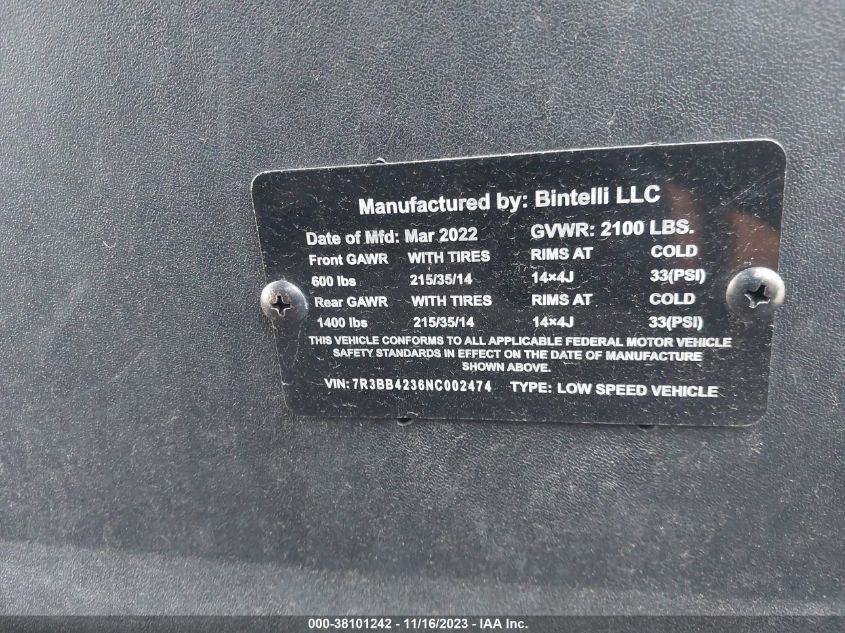 Manufactured by: Bintelli LLC
Date of Mfd: Mar 2022 GVWR: 2100 LBS.
Front GAWR WITH TIRES RIMS AT COLD
600 lbs 215/35/14 14×4J 33(PSI)
Rear GAWR WITH TIRES RIMS AT COLD
1400 lbs 215/35/14 14×4J 33(PSI)
THIS VEHICLE CONFORMS TO ALL APPLICABLE FEDERAL MOTOR VEHICLE
SAFETY STANDARDS IN EFFECT ON THE DATE OF MANUFACTURE
SHOWN ABOVE.
VIN: 7R3BB4236NC002474 TYPE: LOW SPEED VEHICLE
000-38101242 - 11/16/2023 - IAA Inc.